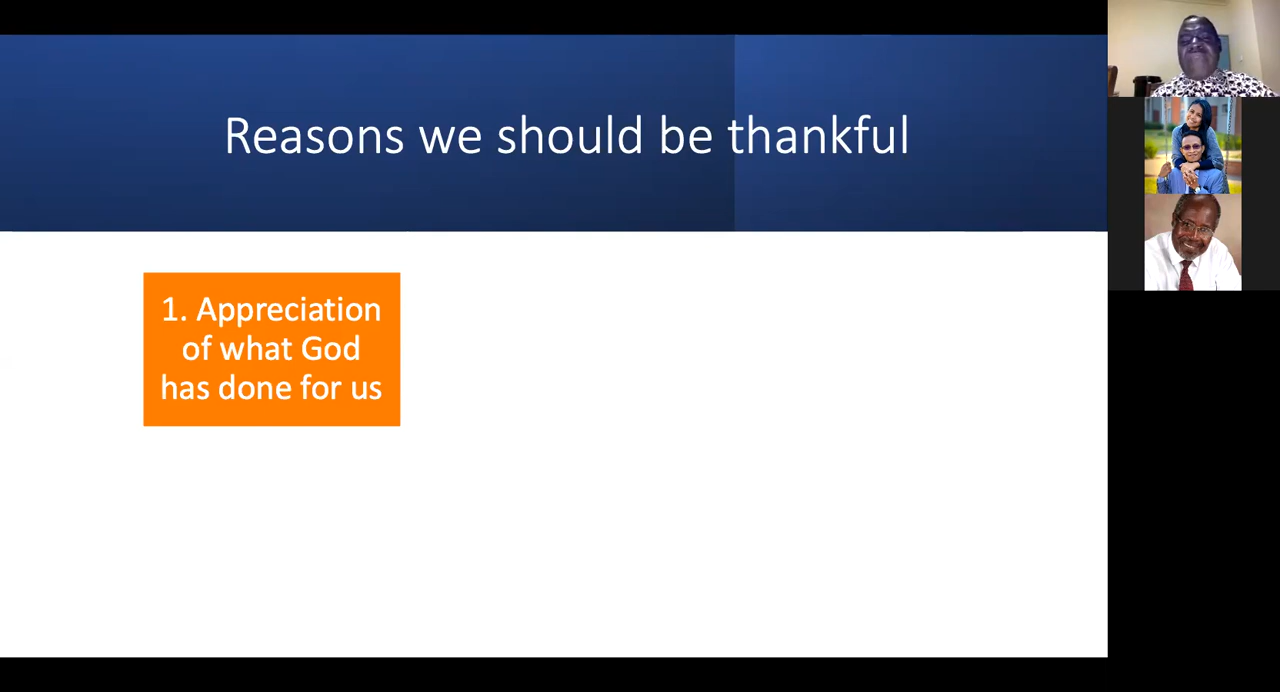 Reasons we should be thankful
1. Appreciation
of what God
has done for us